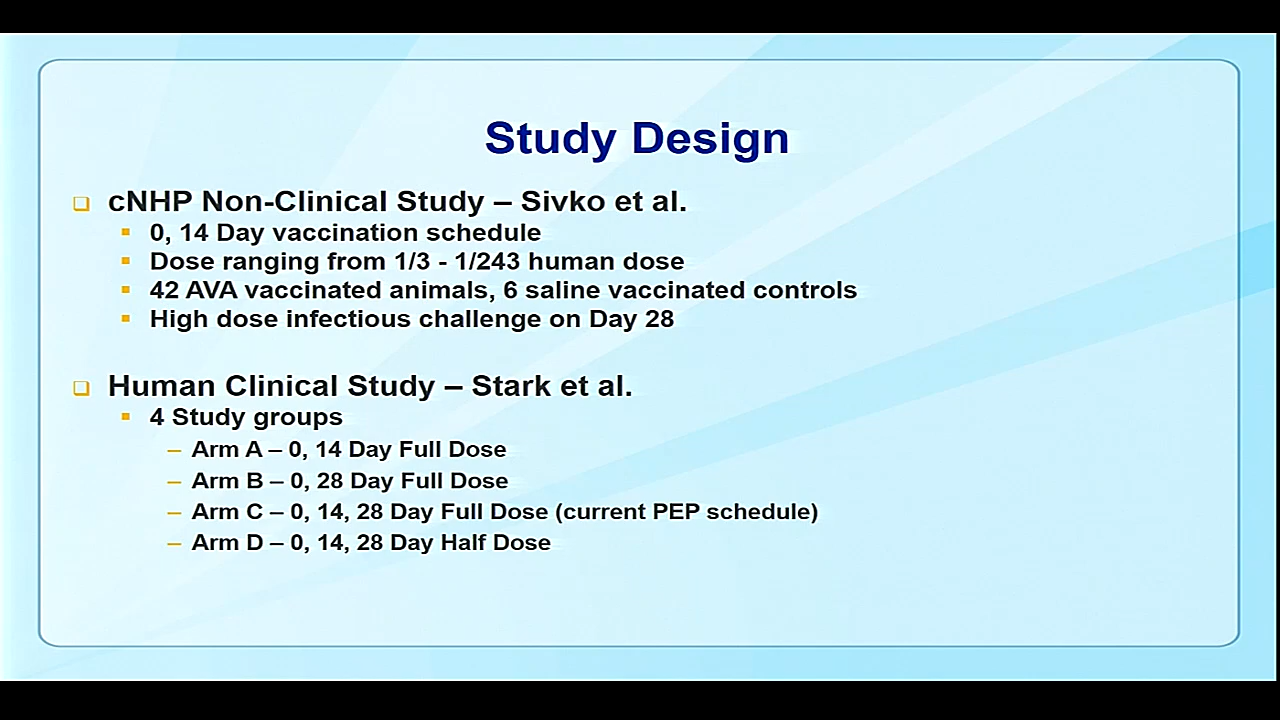 Study Design
cNHP Non-Clinical Study – Sivko et al.
0, 14 Day vaccination schedule
Dose ranging from 1/3 - 1/243 human dose
42 AVA vaccinated animals, 6 saline vaccinated controls
High dose infectious challenge on Day 28
Human Clinical Study – Stark et al.
4 Study groups
– Arm A – 0, 14 Day Full Dose
– Arm B – 0, 28 Day Full Dose
– Arm C – 0, 14, 28 Day Full Dose (current PEP schedule)
– Arm D – 0, 14, 28 Day Half Dose